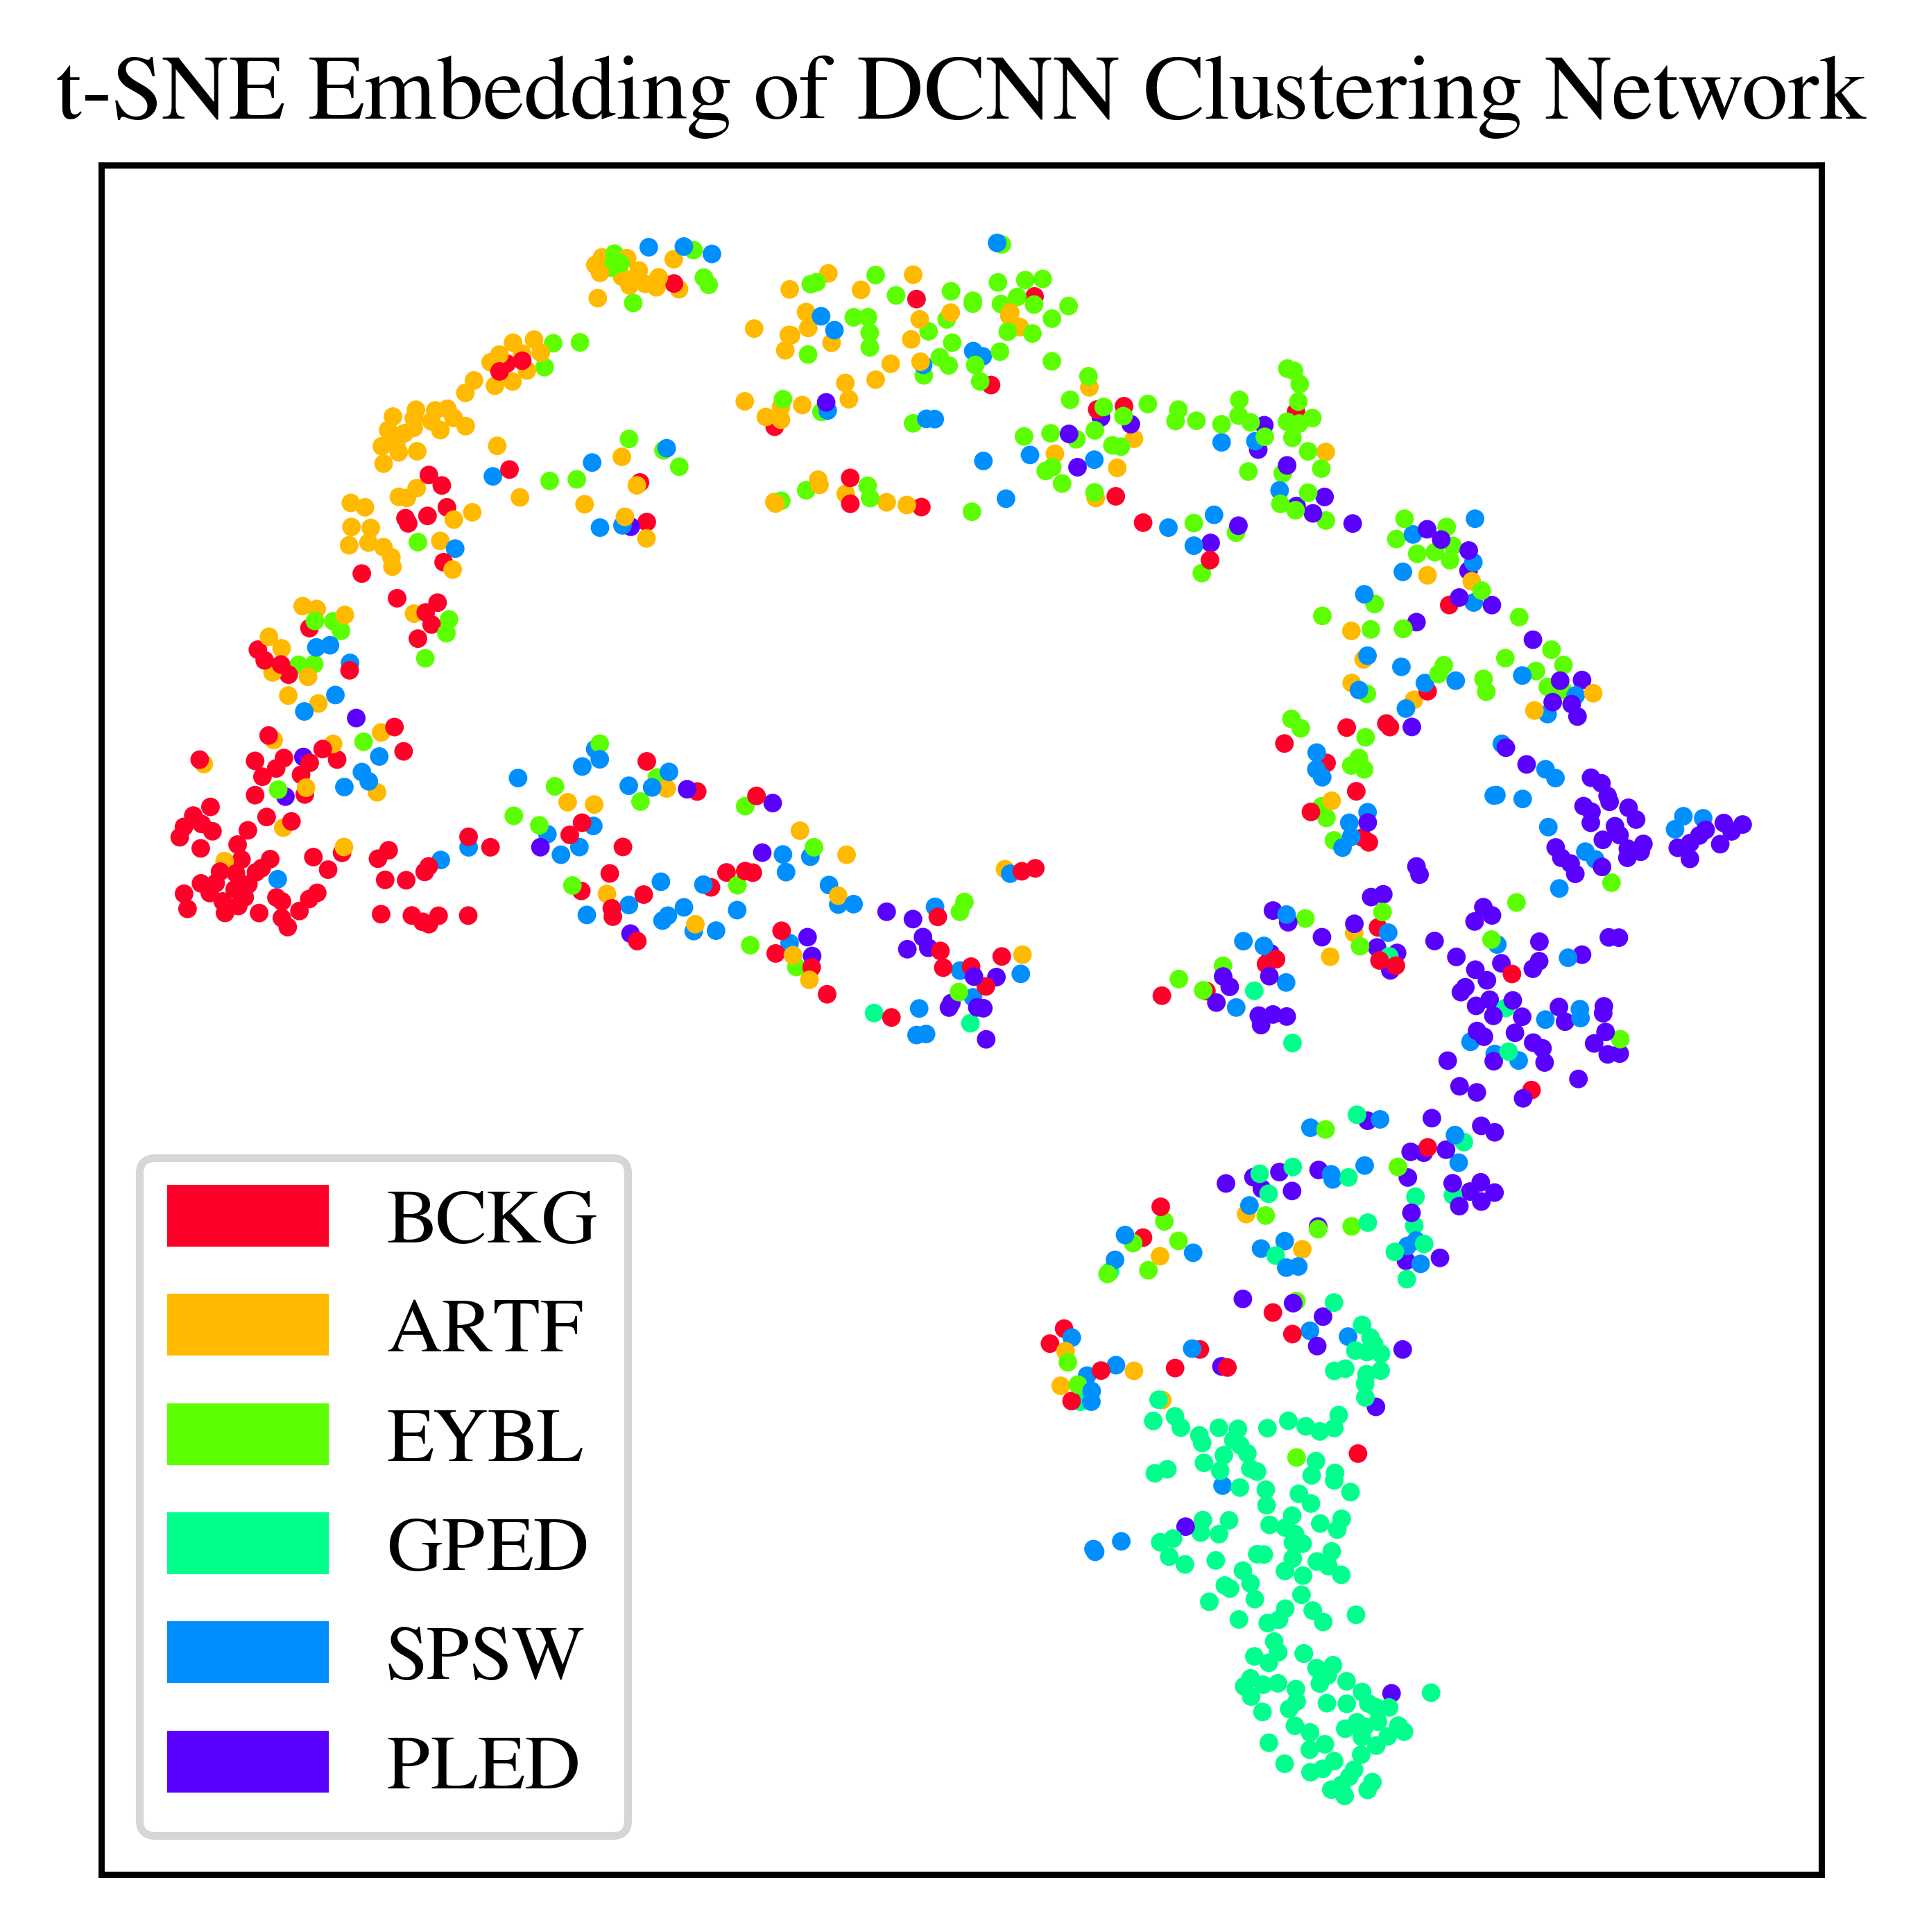 t-SNE Embedding of DCNN Clustering Network
BCKG
ARTF
EYBL
GPED
SPSW
PLED